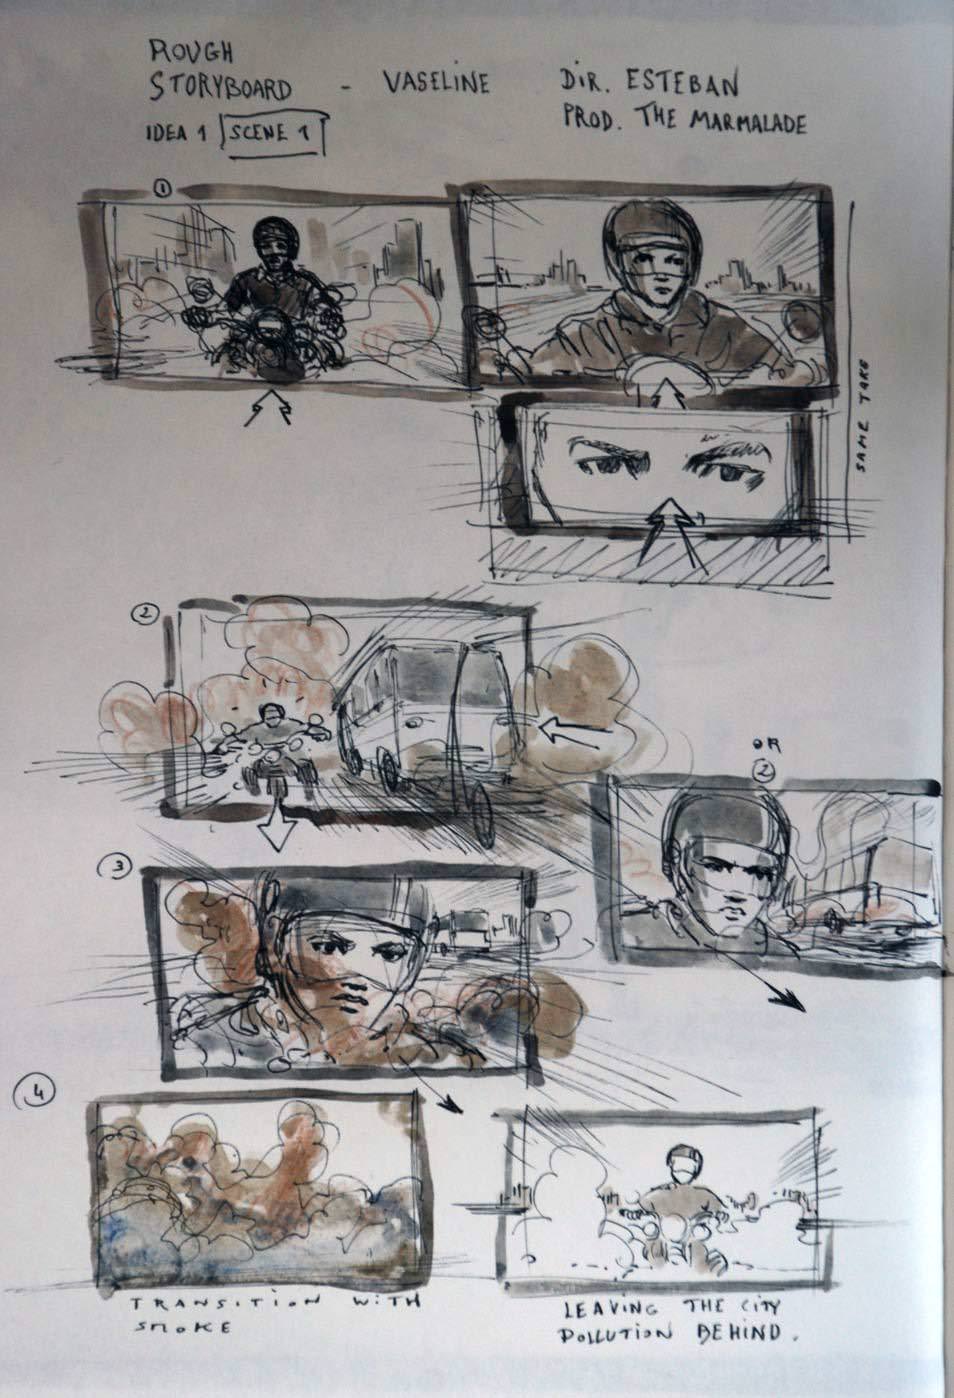 ROUGH
STORYBOARD - VASELINE DIR. ESTEBAN
IDEA 1 SCENE 1 PROD. THE MARMALADE
1
SAME TAKE
2
OR
2
3
4
TRANSITION WITH
SMOKE
LEAVING THE CITY
POLLUTION BEHIND.